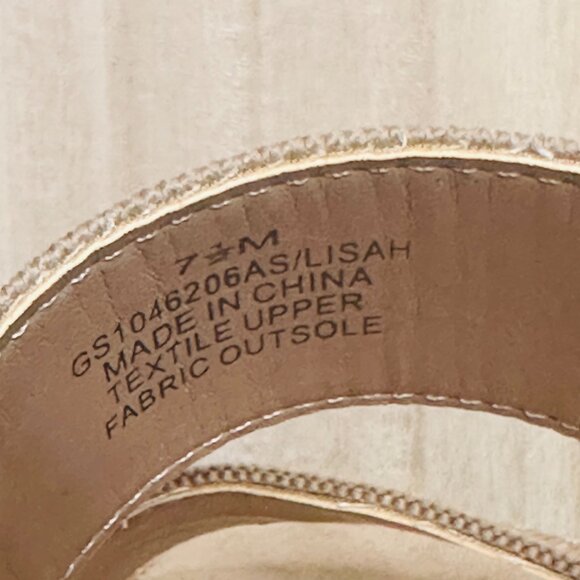 7½M
GS1046206AS/LISAH
MADE IN CHINA
TEXTILE UPPER
FABRIC OUTSOLE